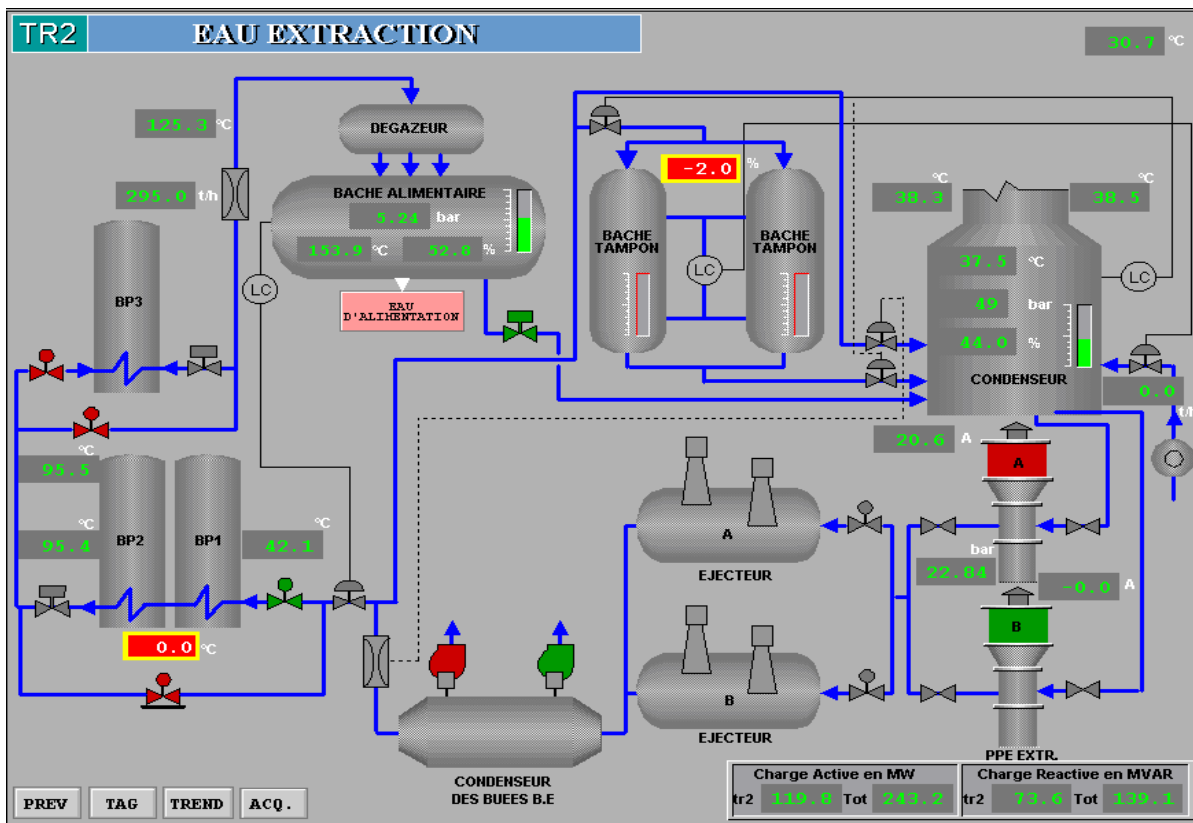 TR2 EAU EXTRACTION
30.7 °C
125.3 °C
DEGAZEUR
-2.0 %
295.0 t/h
BACHE ALIMENTAIRE
5.24 bar
153.9 °C 52.8 %
LC
EAU
D'ALIMENTATION
BACHE
TAMPON
LC
BACHE
TAMPON
°C
38.3
°C
38.5
37.5 °C
49 bar
44.0 %
CONDENSEUR
LC
0.0
t/h
BP3
°C
95.5
°C
95.4
BP2
BP1
°C
42.1
0.0 °C
20.6 A
A
bar
22.84
-0.0 A
B
A
EJECTEUR
B
EJECTEUR
CONDENSEUR
DES BUEES B.E
PPE EXTR.
Charge Active en MW
tr2 119.8 Tot 243.2
Charge Reactive en MVAR
tr2 73.6 Tot 139.1
PREV TAG TREND ACQ.